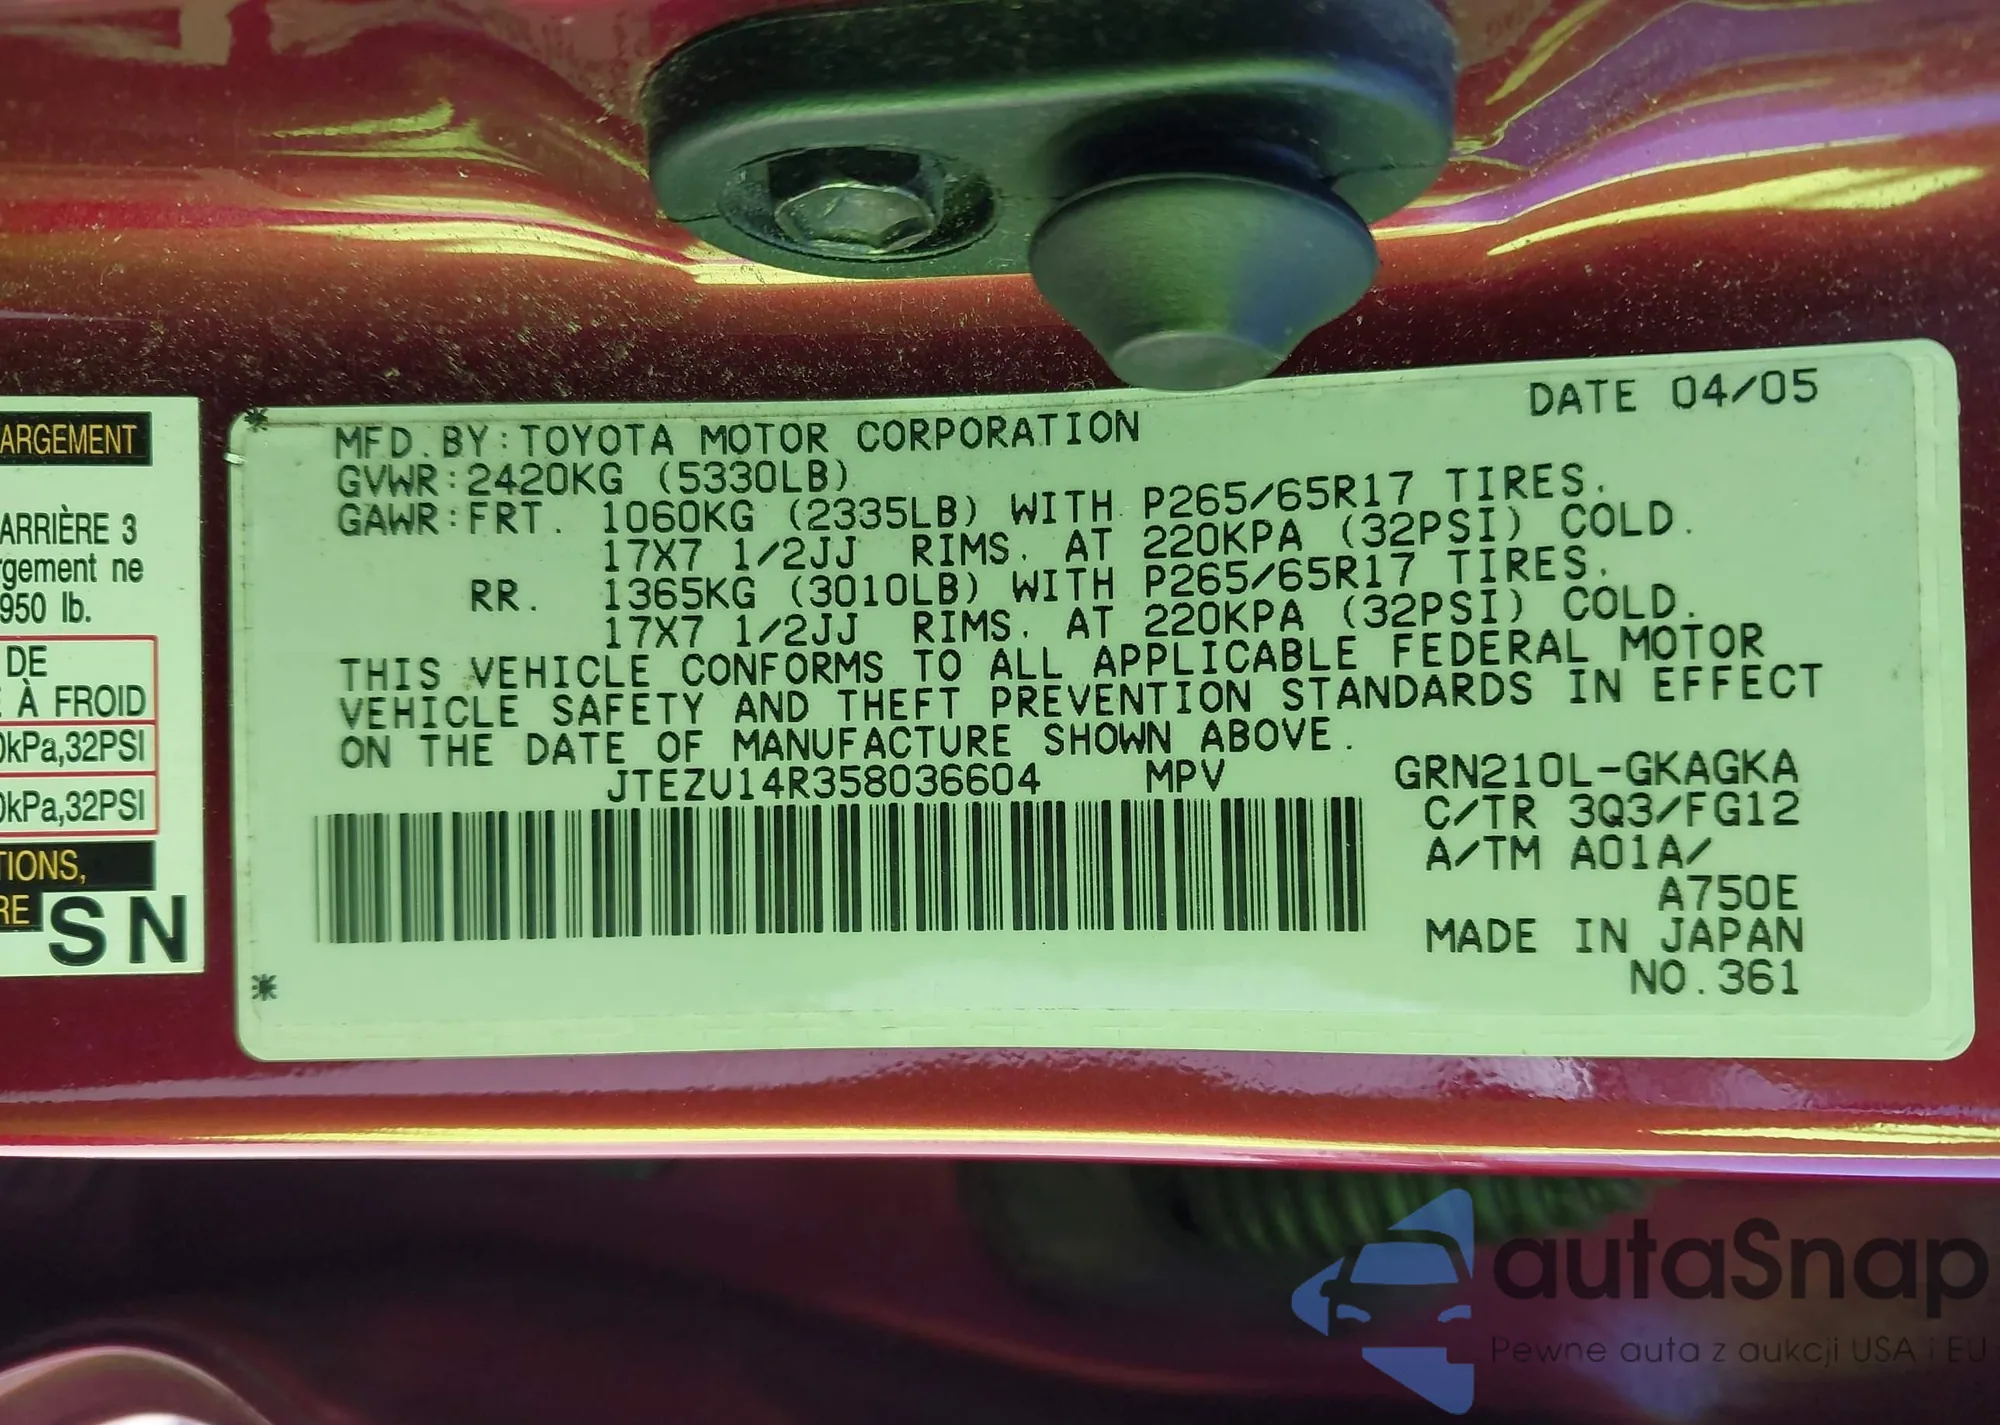 ARGEMENT
ARRIÈRE 3
gement ne
950 lb.
DE
À FROID
0kPa,32PSI
0kPa,32PSI
TIONS,
RE
SN
DATE 04/05
MFD.BY:TOYOTA MOTOR CORPORATION
GVWR:2420KG (5330LB)
GAWR:FRT. 1060KG (2335LB) WITH P265/65R17 TIRES.
17X7 1/2JJ RIMS. AT 220KPA (32PSI) COLD.
RR. 1365KG (3010LB) WITH P265/65R17 TIRES.
17X7 1/2JJ RIMS. AT 220KPA (32PSI) COLD.
THIS VEHICLE CONFORMS TO ALL APPLICABLE FEDERAL MOTOR
VEHICLE SAFETY AND THEFT PREVENTION STANDARDS IN EFFECT
ON THE DATE OF MANUFACTURE SHOWN ABOVE.
JTEZU14R358036604 MPV GRN210L-GKAGKA
C/TR 3Q3/FG12
A/TM A01A/
A750E
MADE IN JAPAN
NO.361
autaSnap
Pewne auta z aukcji USA i EU